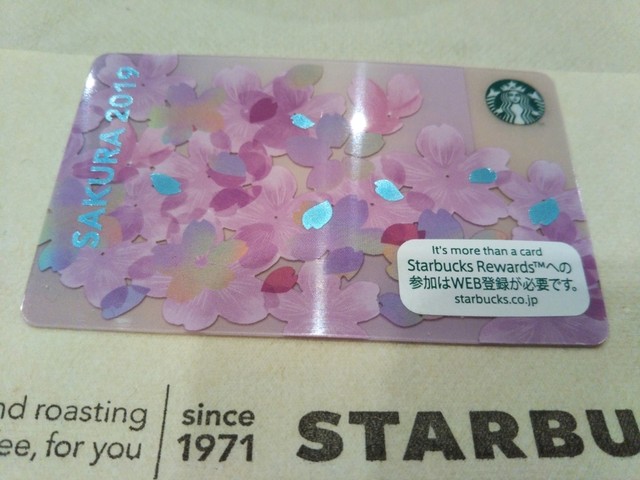 SAKURA 2019
It's more than a card
Starbucks Rewards™への
参加はWEB登録が必要です。
starbucks.co.jp
nd roasting
ee, for you
since
1971
STARBU